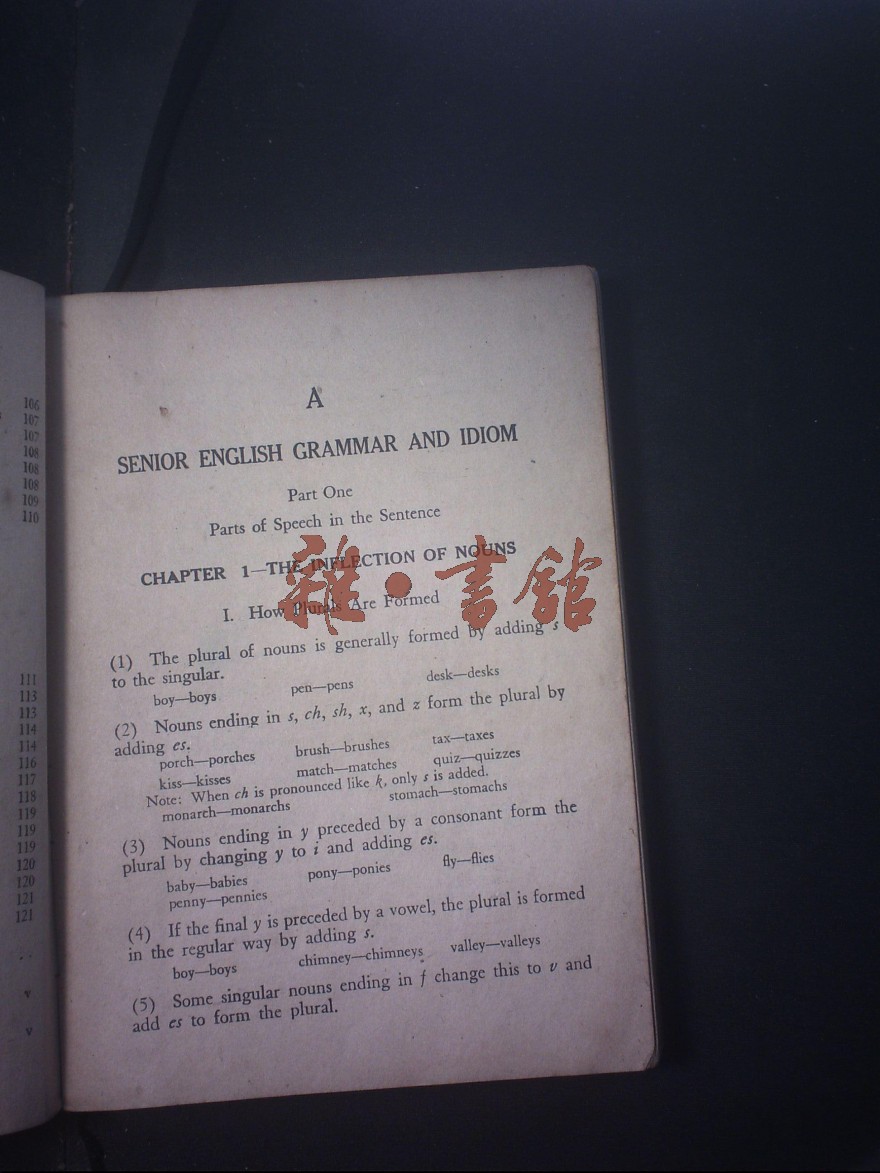 106
107
107
108
108
108
109
110
111
113
113
114
114
116
117
118
119
119
119
120
120
121
121
v
v
A
SENIOR ENGLISH GRAMMAR AND IDIOM
Part One
Parts of Speech in the Sentence
CHAPTER 1—THE INFLECTION OF NOUNS
雜·書館
I. How Plurals Are Formed
(1) The plural of nouns is generally formed by adding s
to the singular.
boy—boys pen—pens desk—desks
(2) Nouns ending in s, ch, sh, x, and z form the plural by
adding es.
porch—porches brush—brushes tax—taxes
kiss—kisses match—matches quiz—quizzes
Note: When ch is pronounced like k, only s is added.
monarch—monarchs stomach—stomachs
(3) Nouns ending in y preceded by a consonant form the
plural by changing y to i and adding es.
baby—babies pony—ponies fly—flies
penny—pennies
(4) If the final y is preceded by a vowel, the plural is formed
in the regular way by adding s.
boy—boys chimney—chimneys valley—valleys
(5) Some singular nouns ending in f change this to v and
add es to form the plural.